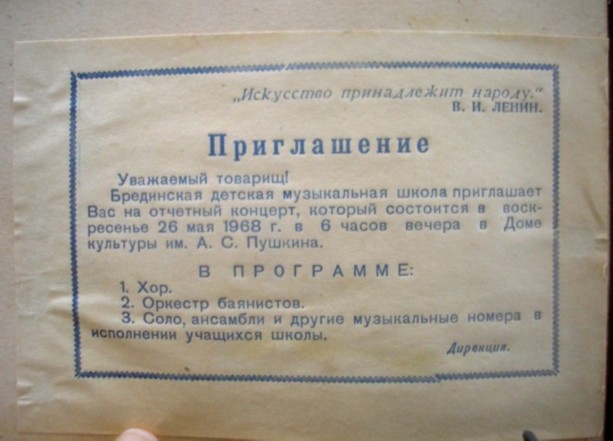 „Искусство принадлежит народу.“
В. И. ЛЕНИН.
Приглашение
Уважаемый товарищ!
Брединская детская музыкальная школа приглашает
Вас на отчетный концерт, который состоится в воск-
ресенье 26 мая 1968 г. в 6 часов вечера в Доме
культуры им. А. С. Пушкина.
В ПРОГРАММЕ:
1. Хор.
2. Оркестр баянистов.
3. Соло, ансамбли и другие музыкальные номера в
исполнении учащихся школы.
Дирекция.